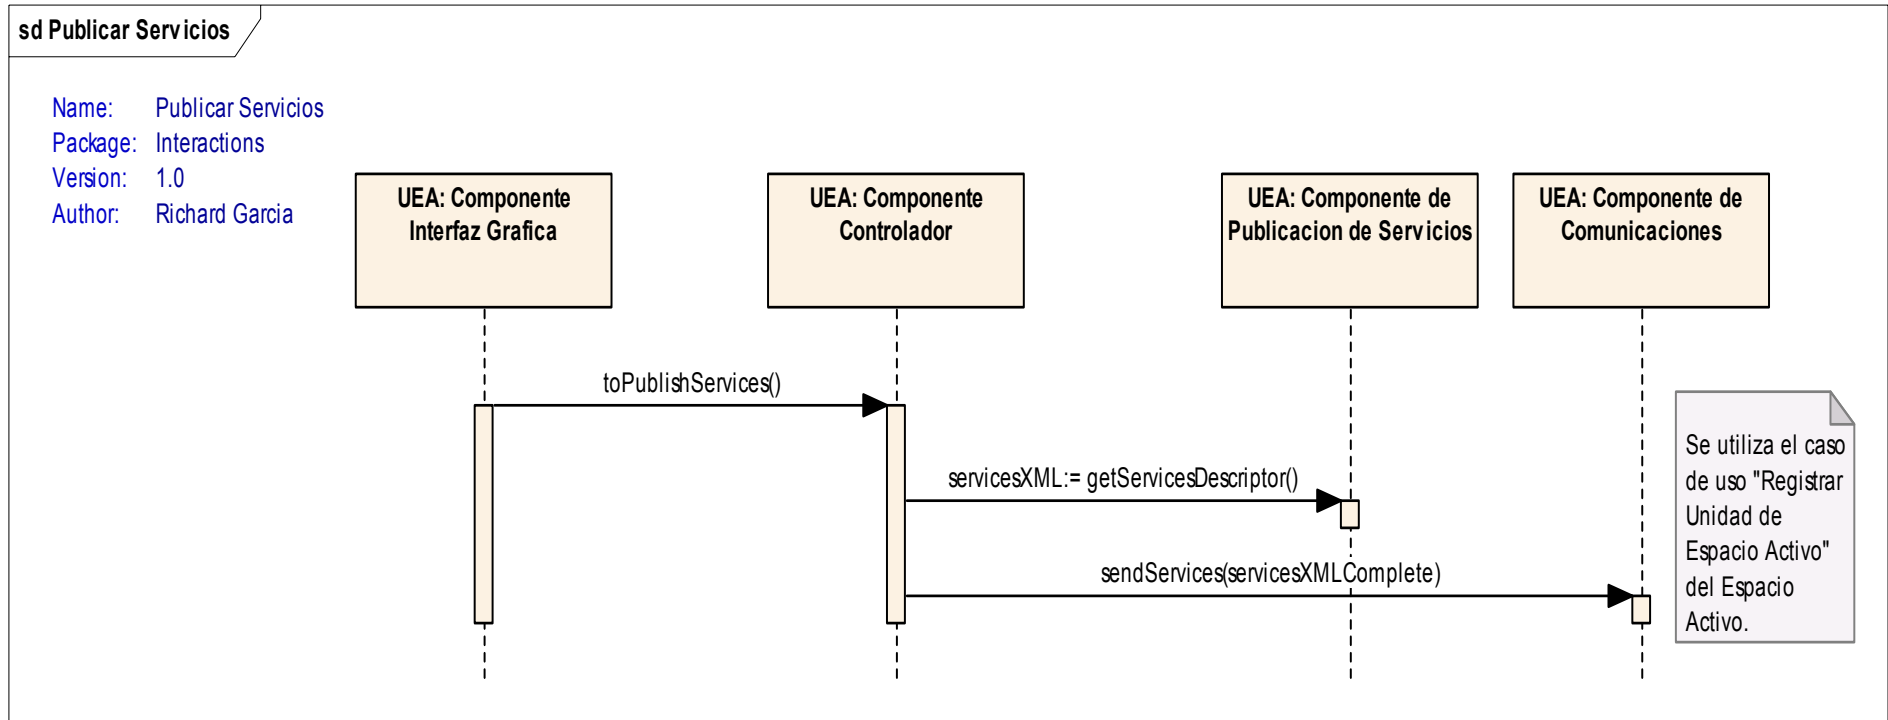 sd Publicar Servicios
Name: Publicar Servicios
Package: Interactions
Version: 1.0
Author: Richard Garcia
UEA: Componente
Interfaz Grafica
UEA: Componente
Controlador
UEA: Componente de
Publicacion de Servicios
UEA: Componente de
Comunicaciones
toPublishServices()
servicesXML:= getServicesDescriptor()
sendServices(servicesXMLComplete)
Se utiliza el caso
de uso "Registrar
Unidad de
Espacio Activo"
del Espacio
Activo.